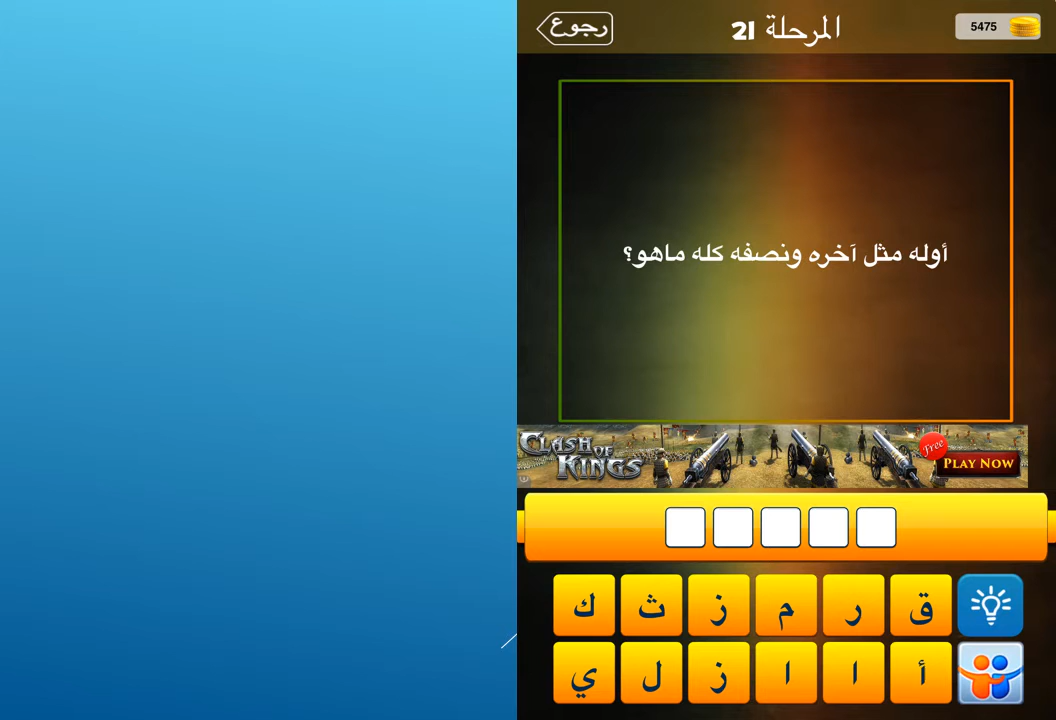 رجوع
المرحلة 21
5475
أوله مثل آخره ونصفه كله ماهو؟
CLASH OF KINGS
Free
PLAY NOW
ق ر م ز ث ك
أ ا ا ز ل ي